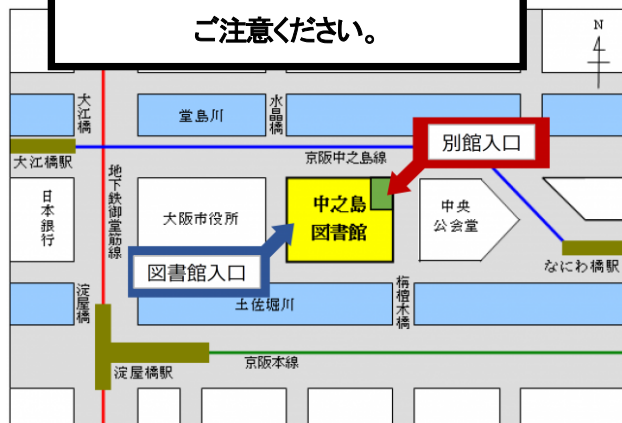 ご注意ください。
N
大江橋
堂島川
水晶橋
大江橋駅
京阪中之島線
別館入口
日本銀行
地下鉄御堂筋線
大阪市役所
中之島
図書館
中央
公会堂
図書館入口
なにわ橋駅
淀屋橋
土佐堀川
栴檀木橋
淀屋橋駅
京阪本線